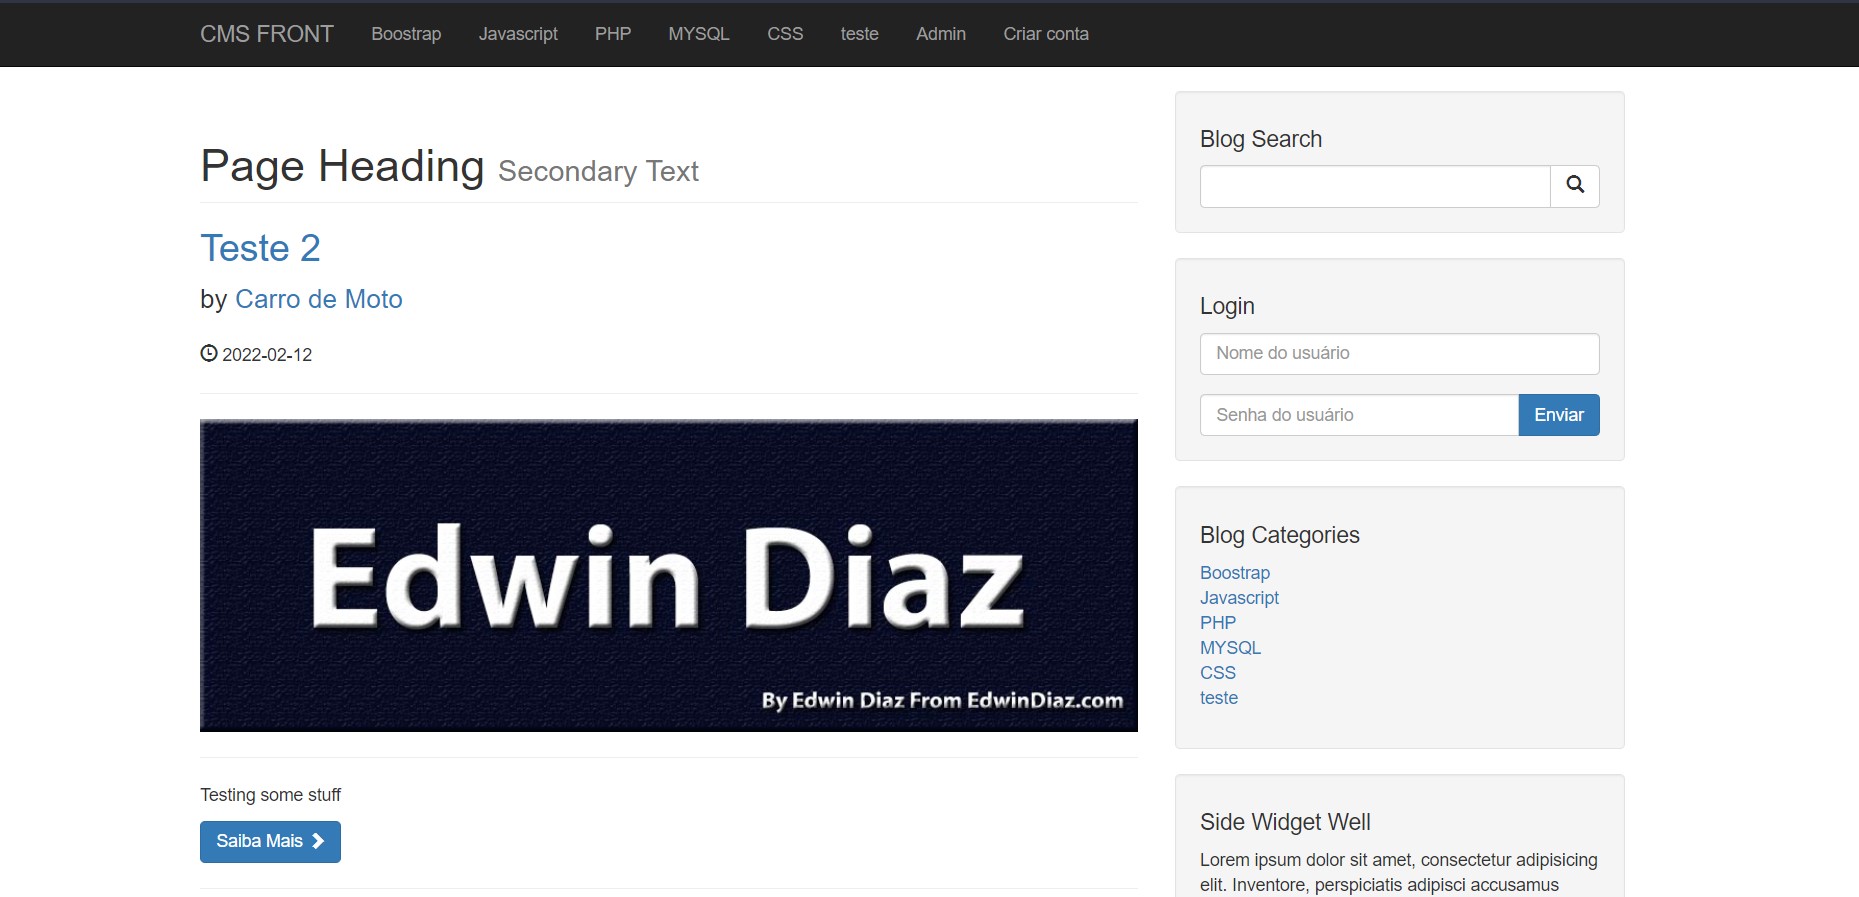 CMS FRONT Boostrap Javascript PHP MYSQL CSS teste Admin Criar conta
Page Heading Secondary Text
Teste 2
by Carro de Moto
2022-02-12
Edwin Diaz
By Edwin Diaz From EdwinDiaz.com
Testing some stuff
Saiba Mais
Blog Search
Login
Nome do usuário
Senha do usuário Enviar
Blog Categories
Boostrap
Javascript
PHP
MYSQL
CSS
teste
Side Widget Well
Lorem ipsum dolor sit amet, consectetur adipisicing
elit. Inventore, perspiciatis adipisci accusamus